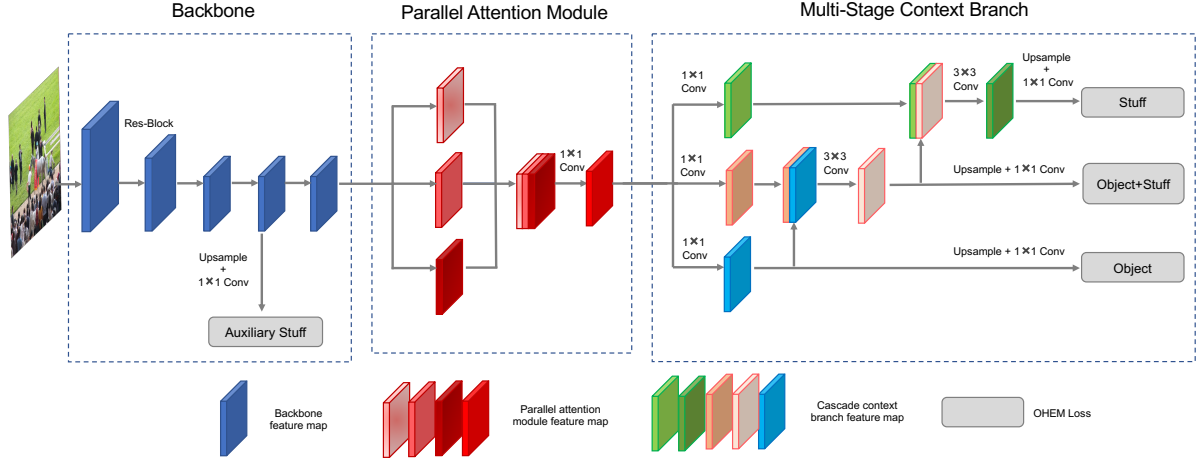 Backbone
Parallel Attention Module
Multi-Stage Context Branch
Res-Block
Upsample
+
1✖1 Conv
Auxiliary Stuff
1✖1
Conv
1✖1
Conv
1✖1
Conv
1✖1
Conv
3✖3
Conv
3✖3
Conv
Upsample
+
1✖1 Conv
Stuff
Upsample + 1✖1 Conv
Object+Stuff
Upsample + 1✖1 Conv
Object
Backbone
feature map
Parallel attention
module feature map
Cascade context
branch feature map
OHEM Loss